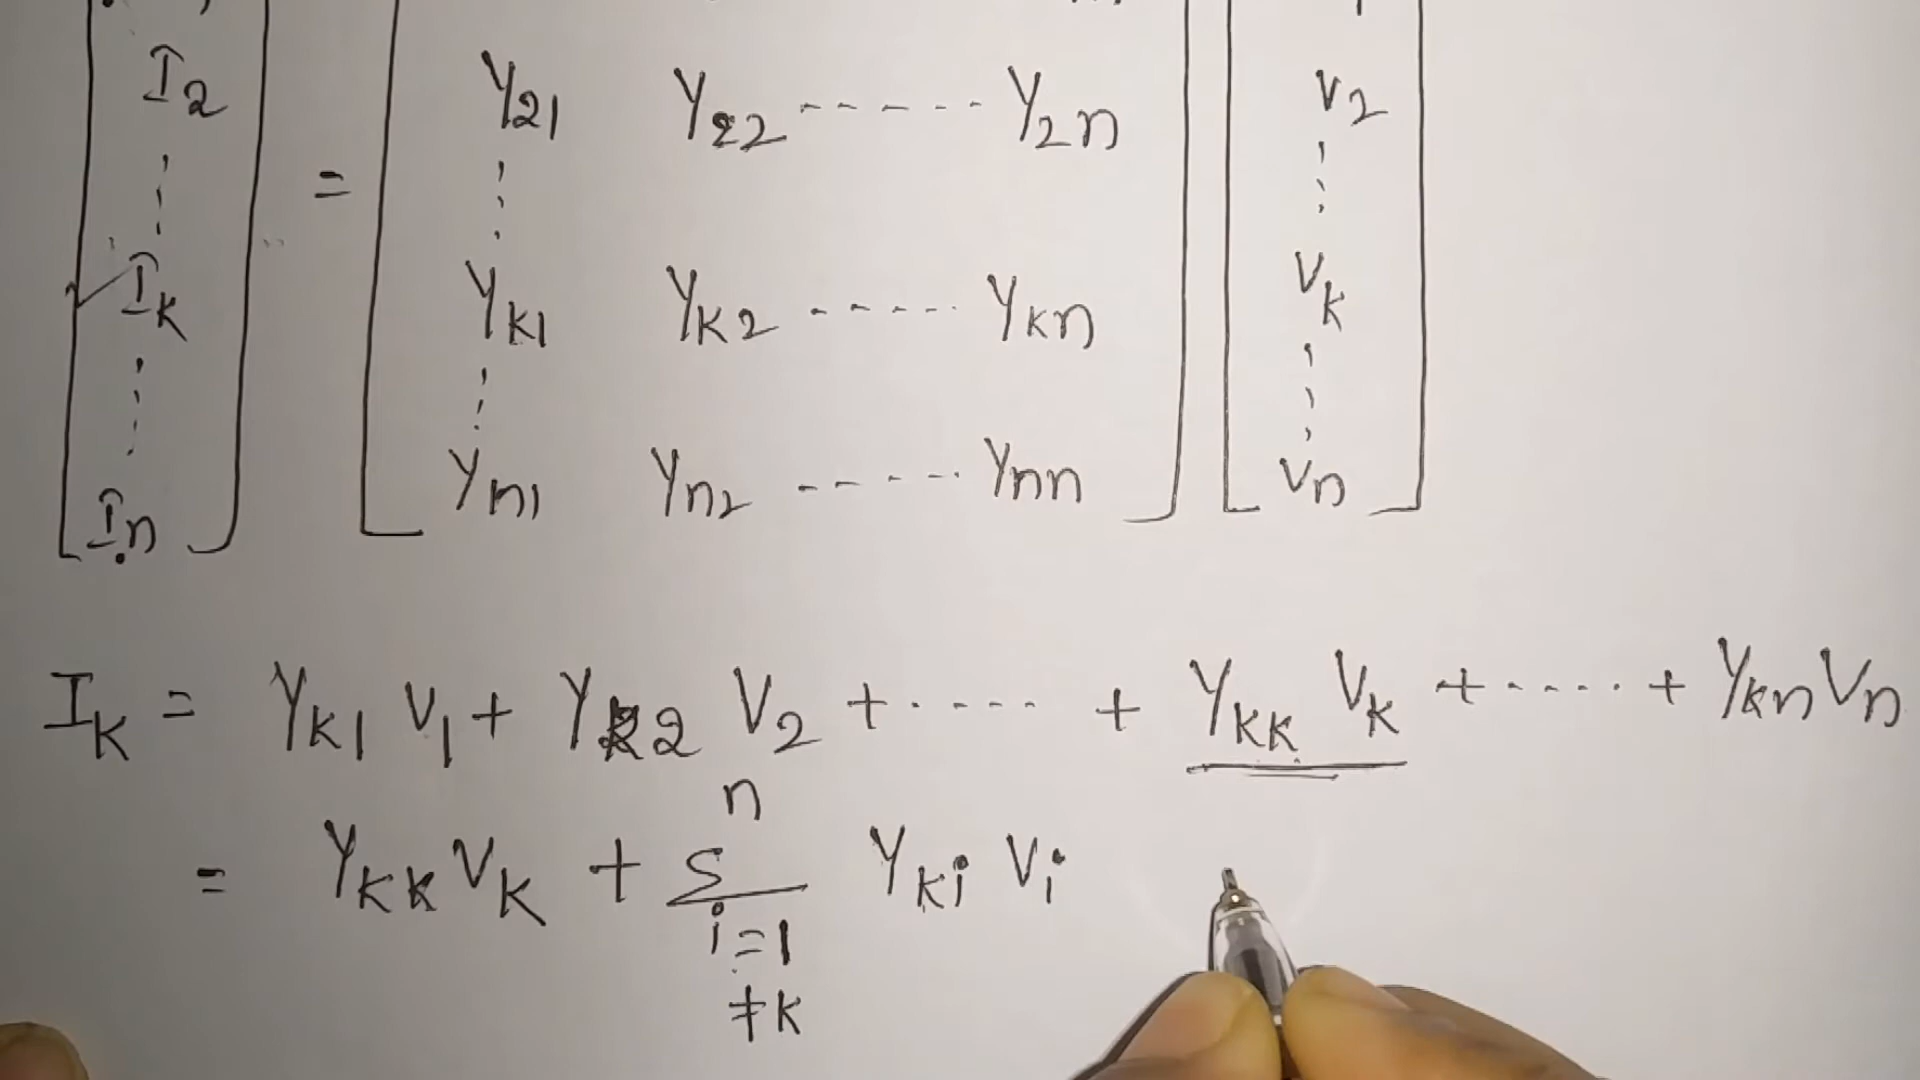 I2 Y21 Y22 ------ Y2n V2
=
Ik Yk1 Yk2 ------ Ykn Vk
In Yn1 Yn2 ------ Ynn Vn
Ik = Yk1 V1 + Yk2 V2 + ---- + Ykk Vk + ---- + Ykn Vn
n
= Ykk Vk + Σ Yki Vi
i=1
≠k